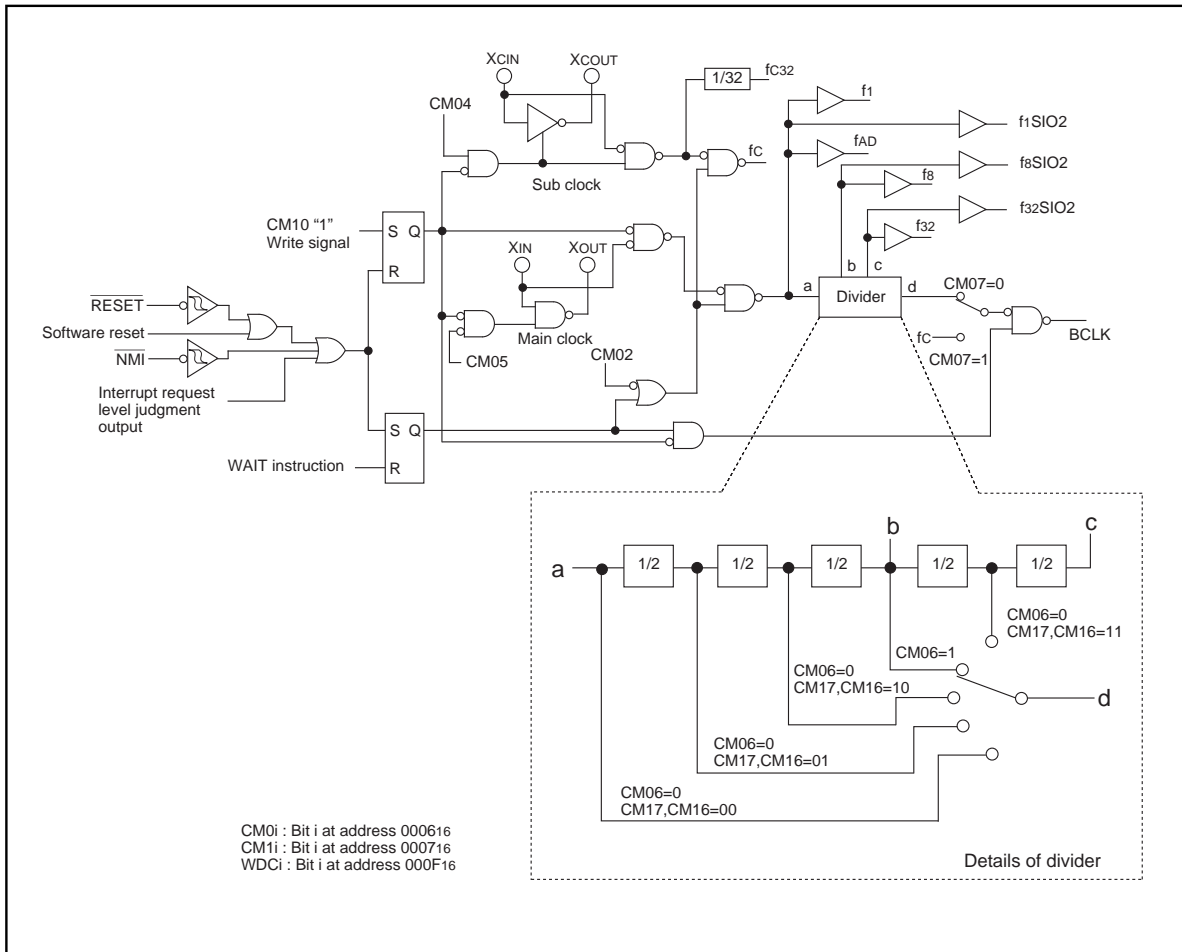 XCIN
XCOUT
1/32
fC32
CM04
f1
f1SIO2
fAD
fC
f8SIO2
f8
Sub clock
f32SIO2
f32
CM10 “1”
Write signal
S Q
R
XIN
XOUT
b
c
a
Divider
d
CM07=0
RESET
Software reset
NMI
Main clock
CM05
CM02
fC
CM07=1
BCLK
Interrupt request
level judgment
output
S Q
R
WAIT instruction
b
c
a
1/2
1/2
1/2
1/2
1/2
CM06=0
CM17,CM16=11
CM06=1
CM06=0
CM17,CM16=10
d
CM06=0
CM17,CM16=01
CM06=0
CM17,CM16=00
CM0i : Bit i at address 000616
CM1i : Bit i at address 000716
WDCi : Bit i at address 000F16
Details of divider